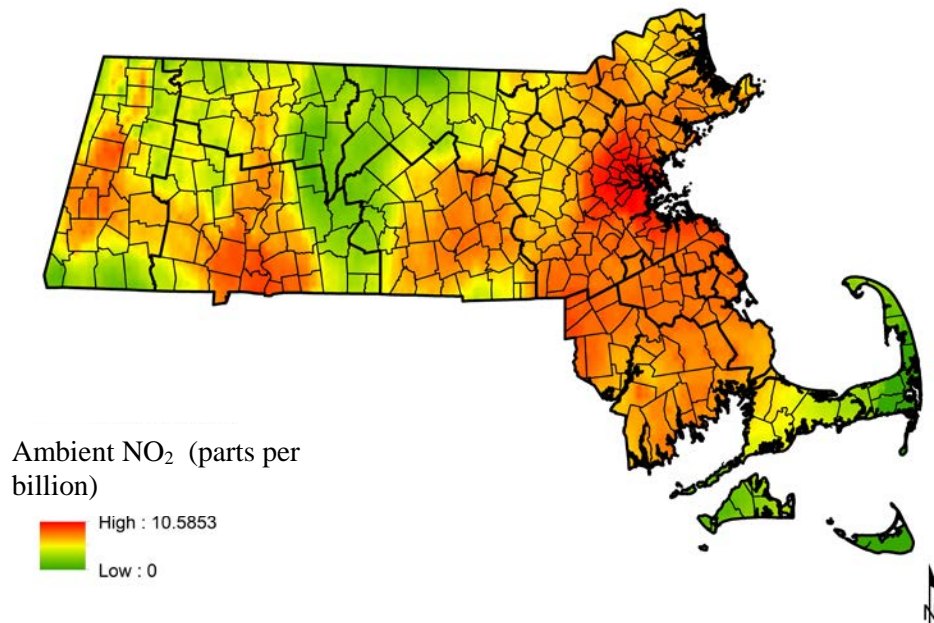 Ambient NO₂ (parts per
billion)
High : 10.5853
Low : 0
N